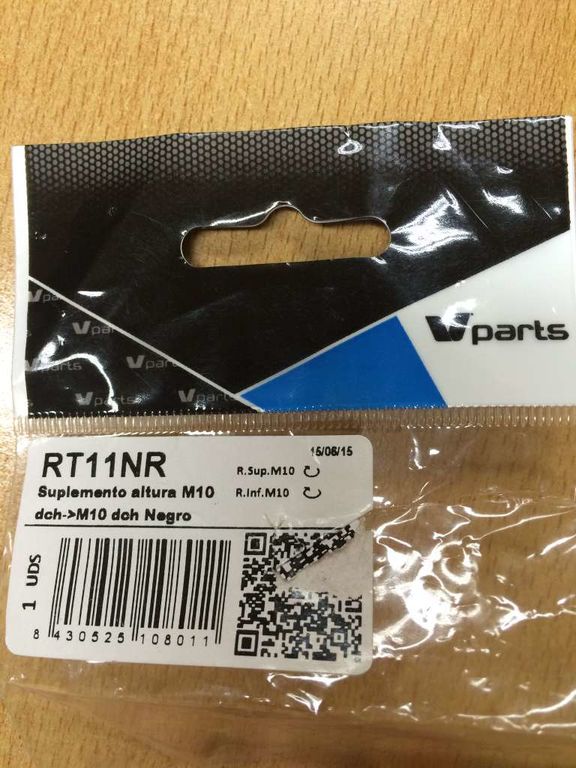 Vparts
Vparts
RT11NR
15/06/15
R.Sup.M10
Suplemento altura M10
R.Inf.M10
dch->M10 dch Negro
1 UDS
8 430525 108011